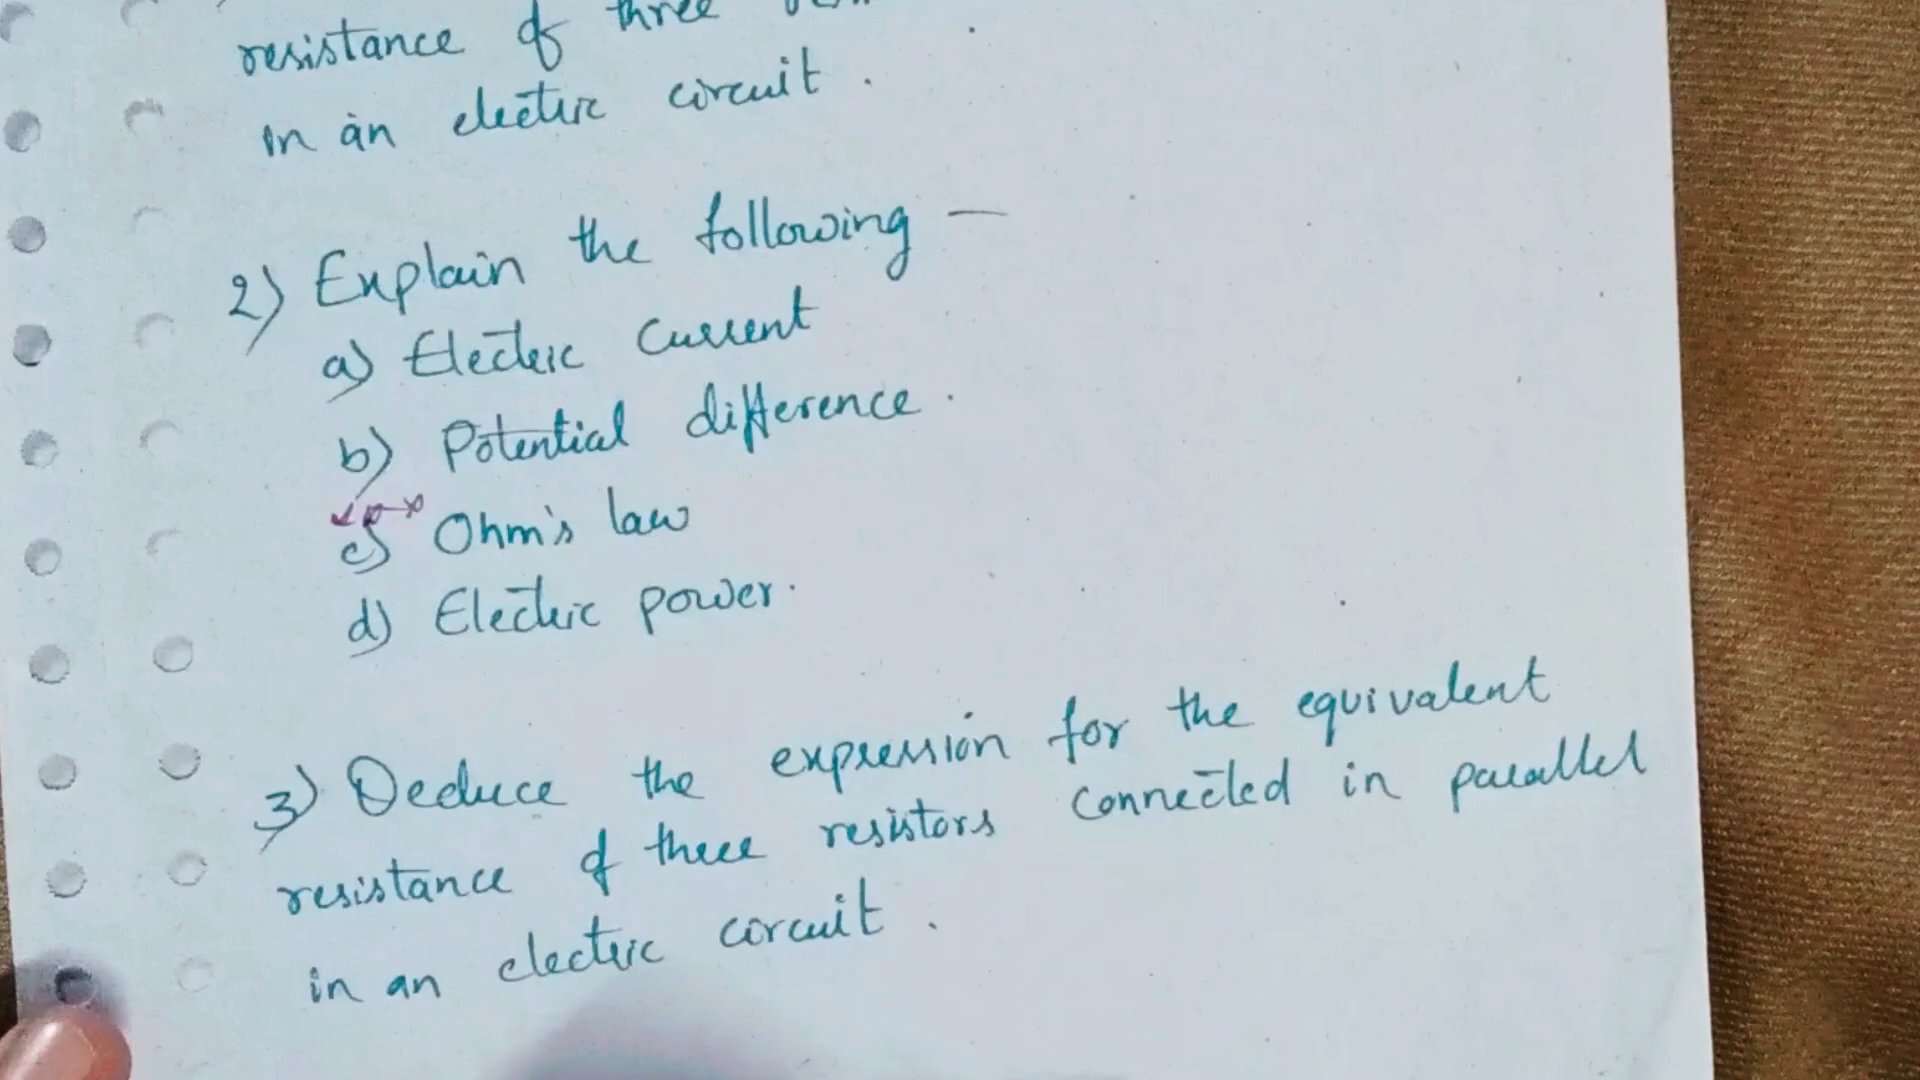 resistance of three
in an electric circuit.
2) Explain the following —
a) Electric Current
b) Potential difference.
c) Ohm's law
d) Electric power.
3) Deduce the expression for the equivalent
resistance of three resistors connected in parallel
in an electric circuit.